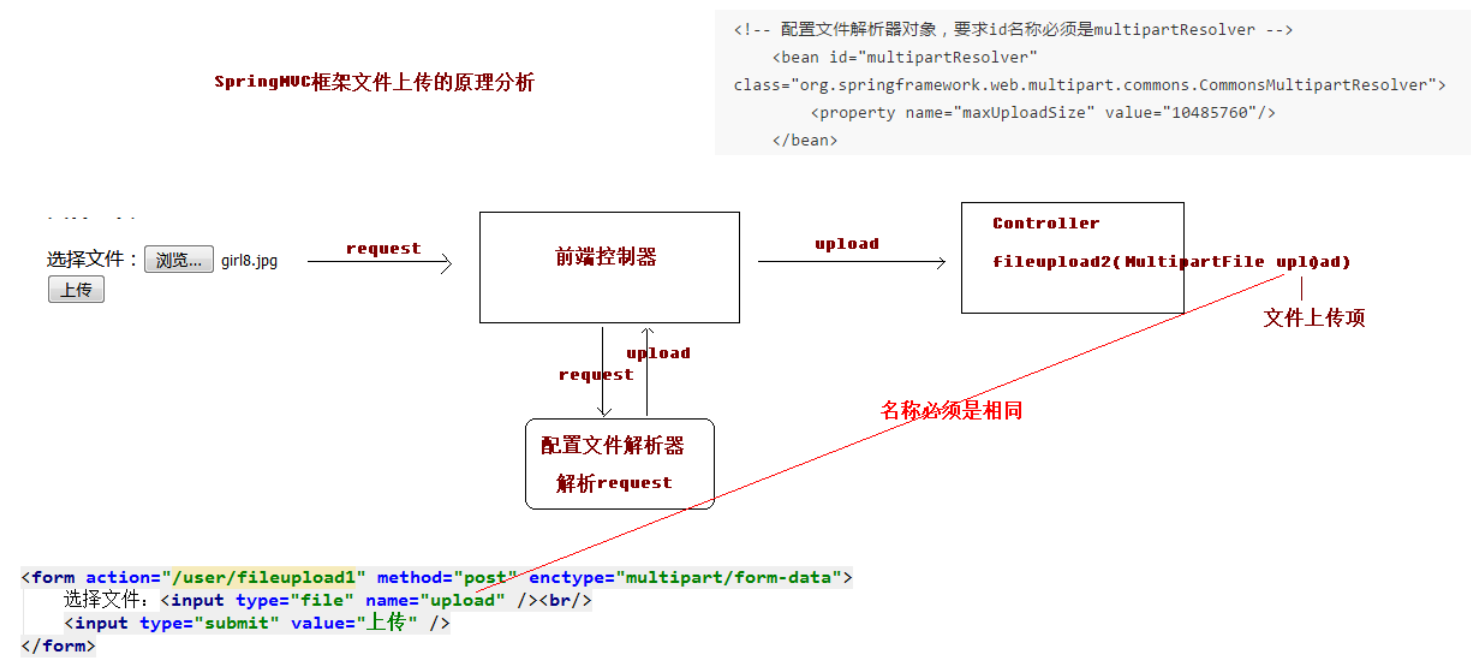 <!-- 配置文件解析器对象，要求id名称必须是multipartResolver -->
<bean id="multipartResolver"
class="org.springframework.web.multipart.commons.CommonsMultipartResolver">
<property name="maxUploadSize" value="10485760"/>
</bean>
SpringMVC框架文件上传的原理分析
选择文件：浏览... girl8.jpg
上传
request
前端控制器
upload
Controller
fileupload2(MultipartFile upload)
文件上传项
upload
request
名称必须是相同
配置文件解析器
解析request
<form action="/user/fileupload1" method="post" enctype="multipart/form-data">
选择文件：<input type="file" name="upload" /><br/>
<input type="submit" value="上传" />
</form>